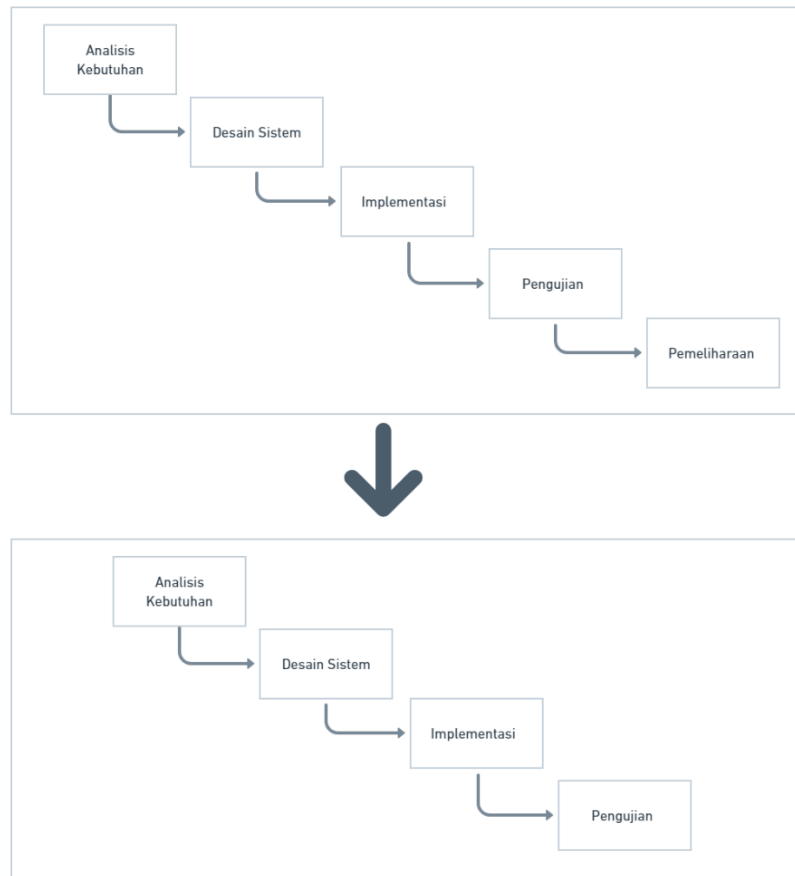 Analisis
Kebutuhan
Desain Sistem
Implementasi
Pengujian
Pemeliharaan
Analisis
Kebutuhan
Desain Sistem
Implementasi
Pengujian